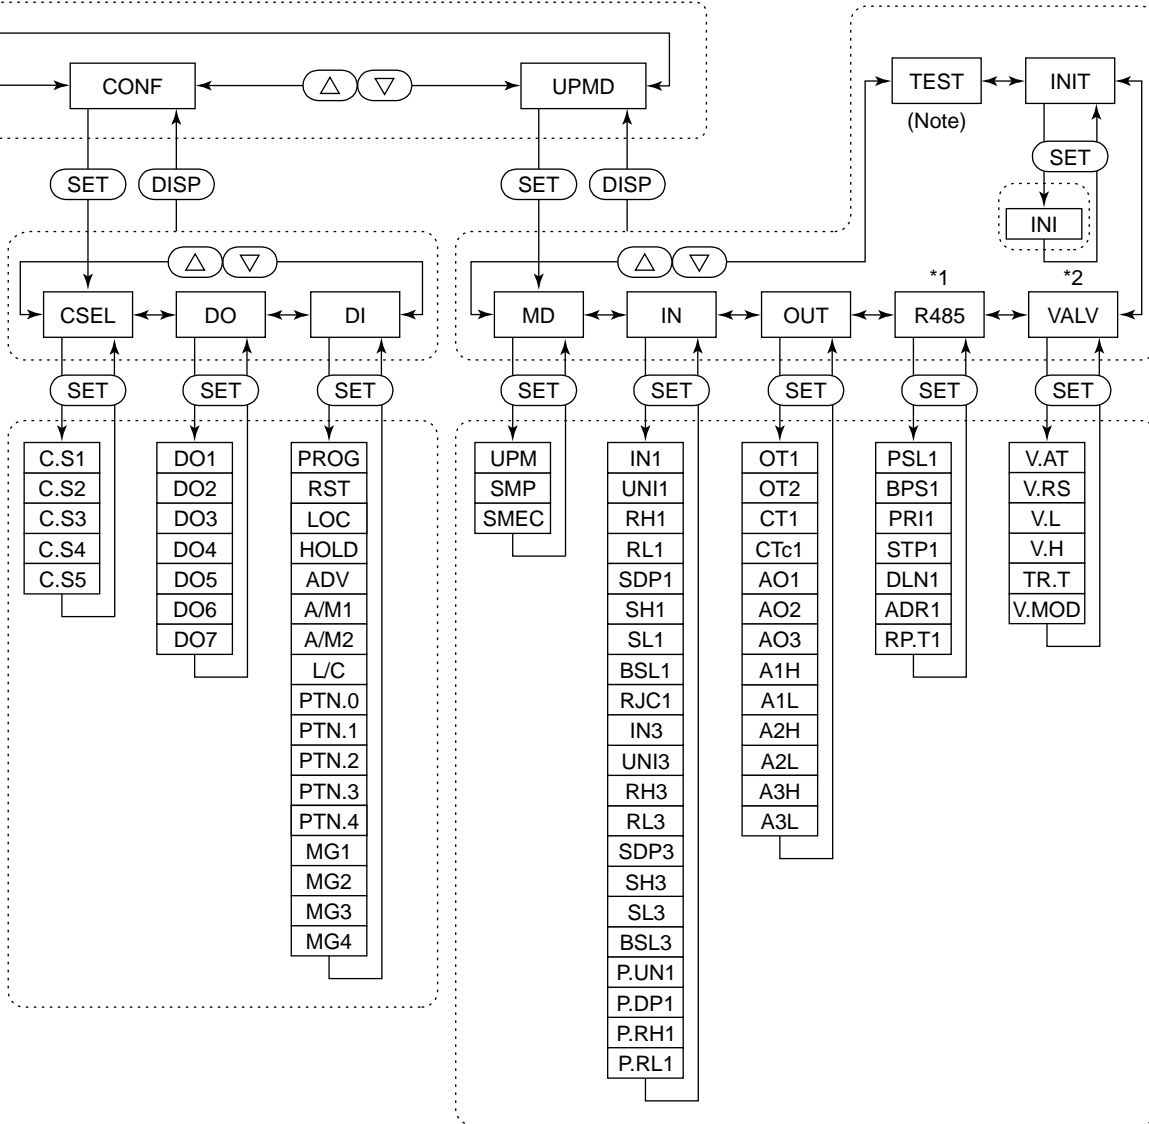 CONF
UPMD
TEST
INIT
(Note)
SET
SET
DISP
SET
DISP
INI
*1
*2
CSEL
DO
DI
MD
IN
OUT
R485
VALV
SET
SET
SET
SET
SET
SET
SET
SET
C.S1
C.S2
C.S3
C.S4
C.S5
DO1
DO2
DO3
DO4
DO5
DO6
DO7
PROG
RST
LOC
HOLD
ADV
A/M1
A/M2
L/C
PTN.0
PTN.1
PTN.2
PTN.3
PTN.4
MG1
MG2
MG3
MG4
UPM
SMP
SMEC
IN1
UNI1
RH1
RL1
SDP1
SH1
SL1
BSL1
RJC1
IN3
UNI3
RH3
RL3
SDP3
SH3
SL3
BSL3
P.UN1
P.DP1
P.RH1
P.RL1
OT1
OT2
CT1
CTc1
AO1
AO2
AO3
A1H
A1L
A2H
A2L
A3H
A3L
PSL1
BPS1
PRI1
STP1
DLN1
ADR1
RP.T1
V.AT
V.RS
V.L
V.H
TR.T
V.MOD